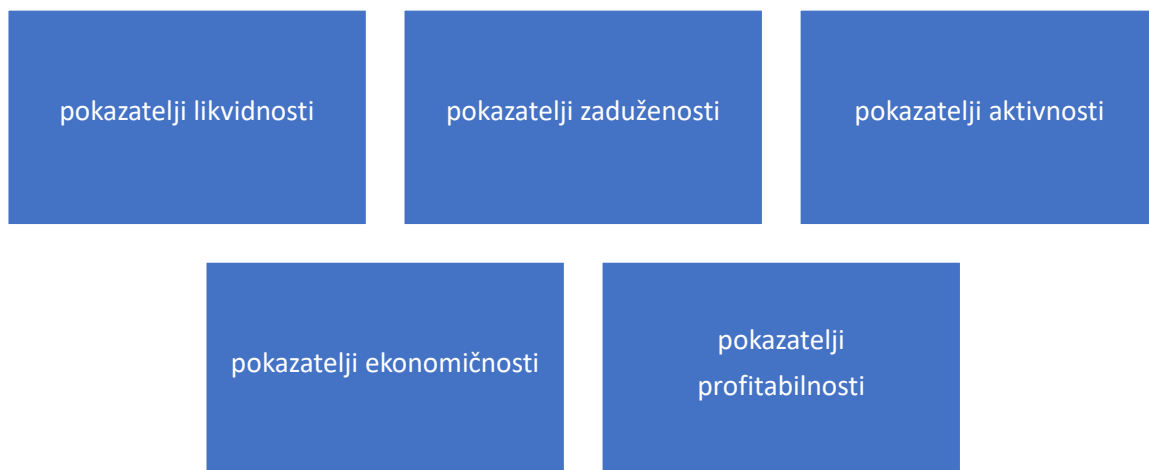 pokazatelji likvidnosti
pokazatelji zaduženosti
pokazatelji aktivnosti
pokazatelji ekonomičnosti
pokazatelji
profitabilnosti